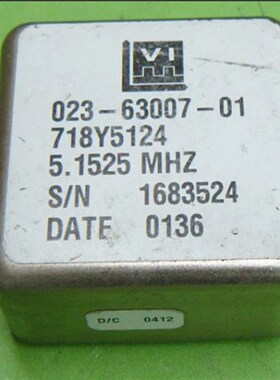 VI
023-63007-01
718Y5124
5.1525 MHZ
S/N 1683524
DATE 0136
D/C 0412